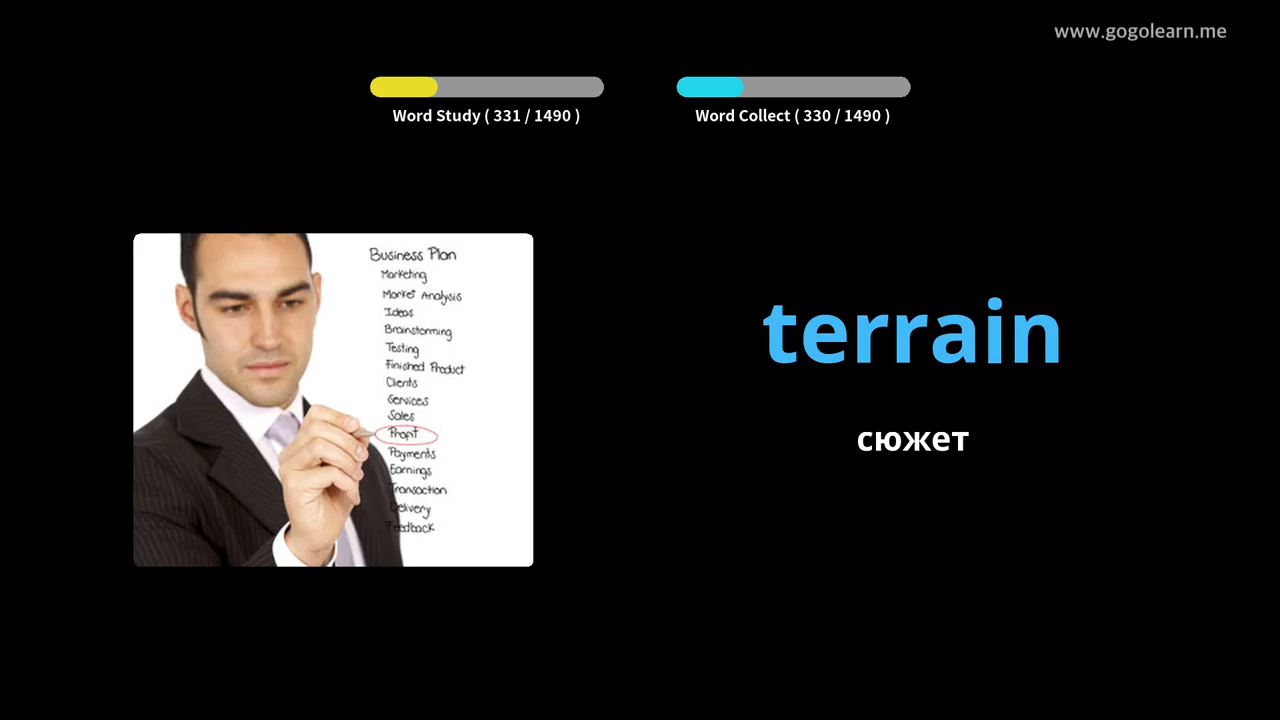 www.gogolearn.me
Word Study ( 331 / 1490 )
Word Collect ( 330 / 1490 )
Business Plan
Marketing
Market Analysis
Ideas
Brainstorming
Testing
Finished Product
Clients
Services
Sales
Profit
Payments
Earnings
Transaction
Delivery
Feedback
terrain
сюжет